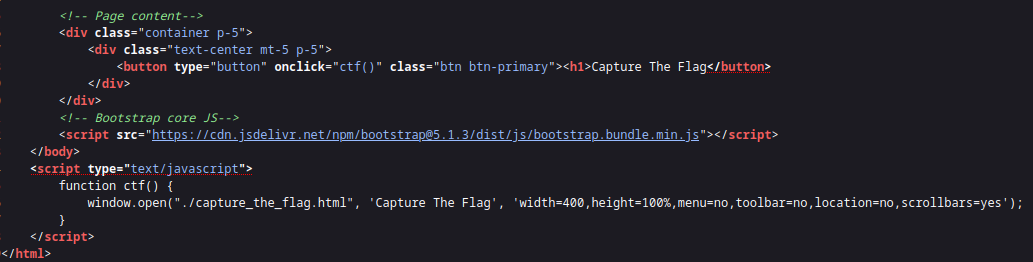 <!-- Page content-->
<div class="container p-5">
<div class="text-center mt-5 p-5">
<button type="button" onclick="ctf()" class="btn btn-primary"><h1>Capture The Flag</button>
</div>
</div>
<!-- Bootstrap core JS-->
<script src="https://cdn.jsdelivr.net/npm/bootstrap@5.1.3/dist/js/bootstrap.bundle.min.js"></script>
</body>
<script type="text/javascript">
function ctf() {
window.open("./capture_the_flag.html", 'Capture The Flag', 'width=400,height=100%,menu=no,toolbar=no,location=no,scrollbars=yes');
}
</script>
</html>